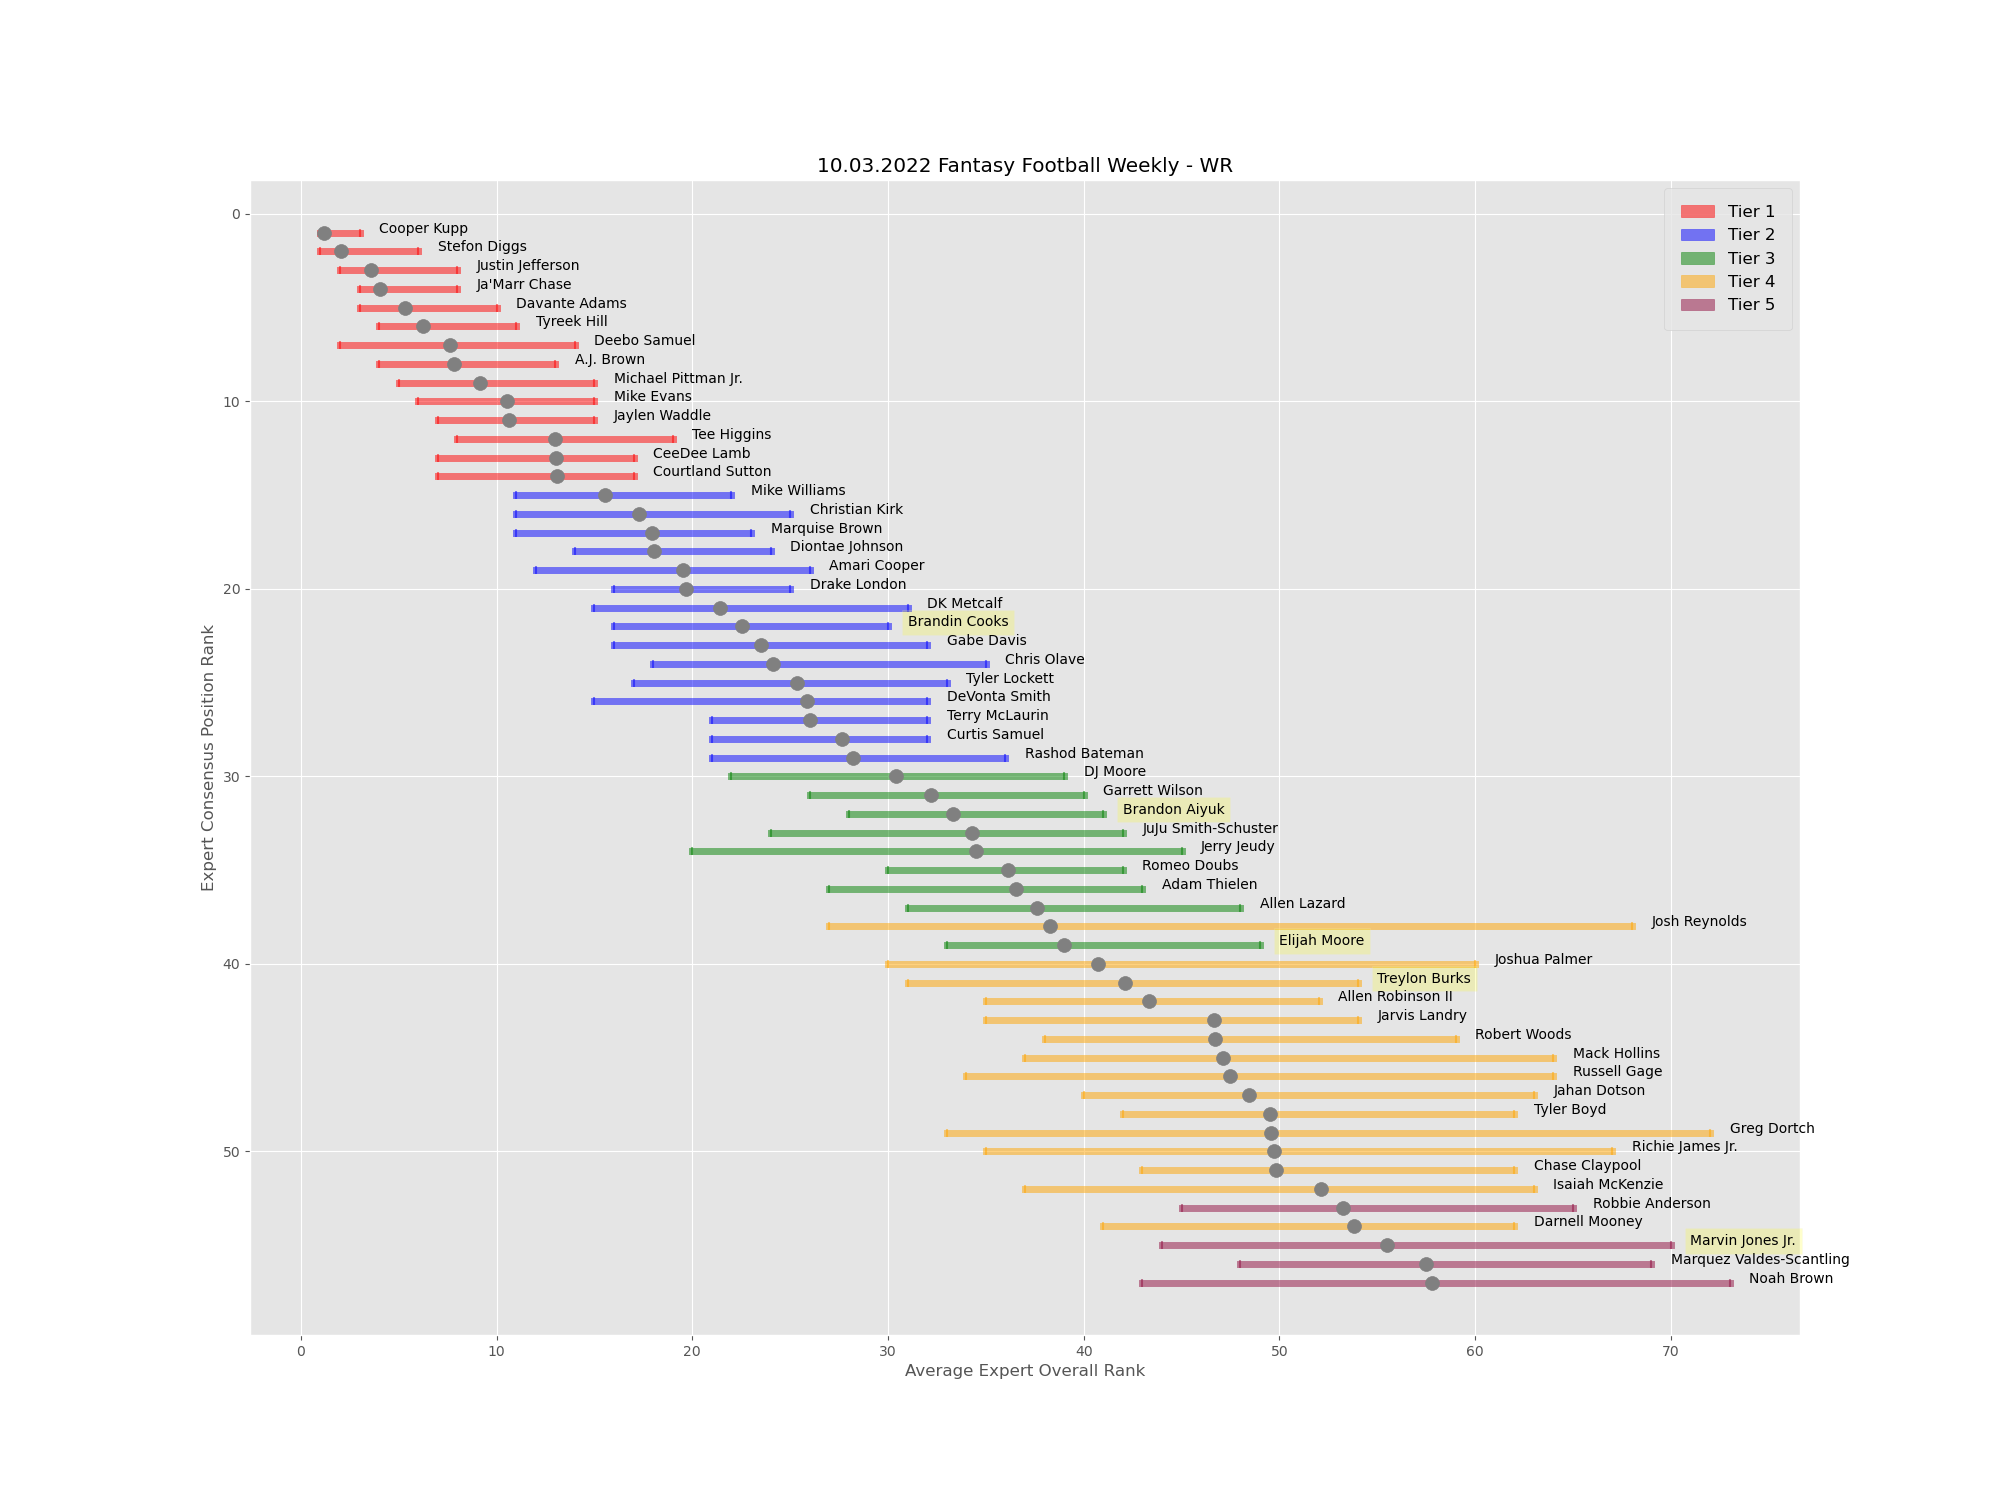 10.03.2022 Fantasy Football Weekly - WR
Tier 1
Tier 2
Tier 3
Tier 4
Tier 5
Expert Consensus Position Rank
0
10
20
30
40
50
Cooper Kupp
Stefon Diggs
Justin Jefferson
Ja'Marr Chase
Davante Adams
Tyreek Hill
Deebo Samuel
A.J. Brown
Michael Pittman Jr.
Mike Evans
Jaylen Waddle
Tee Higgins
CeeDee Lamb
Courtland Sutton
Mike Williams
Christian Kirk
Marquise Brown
Diontae Johnson
Amari Cooper
Drake London
DK Metcalf
Brandin Cooks
Gabe Davis
Chris Olave
Tyler Lockett
DeVonta Smith
Terry McLaurin
Curtis Samuel
Rashod Bateman
DJ Moore
Garrett Wilson
Brandon Aiyuk
JuJu Smith-Schuster
Jerry Jeudy
Romeo Doubs
Adam Thielen
Allen Lazard
Josh Reynolds
Elijah Moore
Joshua Palmer
Treylon Burks
Allen Robinson II
Jarvis Landry
Robert Woods
Mack Hollins
Russell Gage
Jahan Dotson
Tyler Boyd
Greg Dortch
Richie James Jr.
Chase Claypool
Isaiah McKenzie
Robbie Anderson
Darnell Mooney
Marvin Jones Jr.
Marquez Valdes-Scantling
Noah Brown
0 10 20 30 40 50 60 70
Average Expert Overall Rank